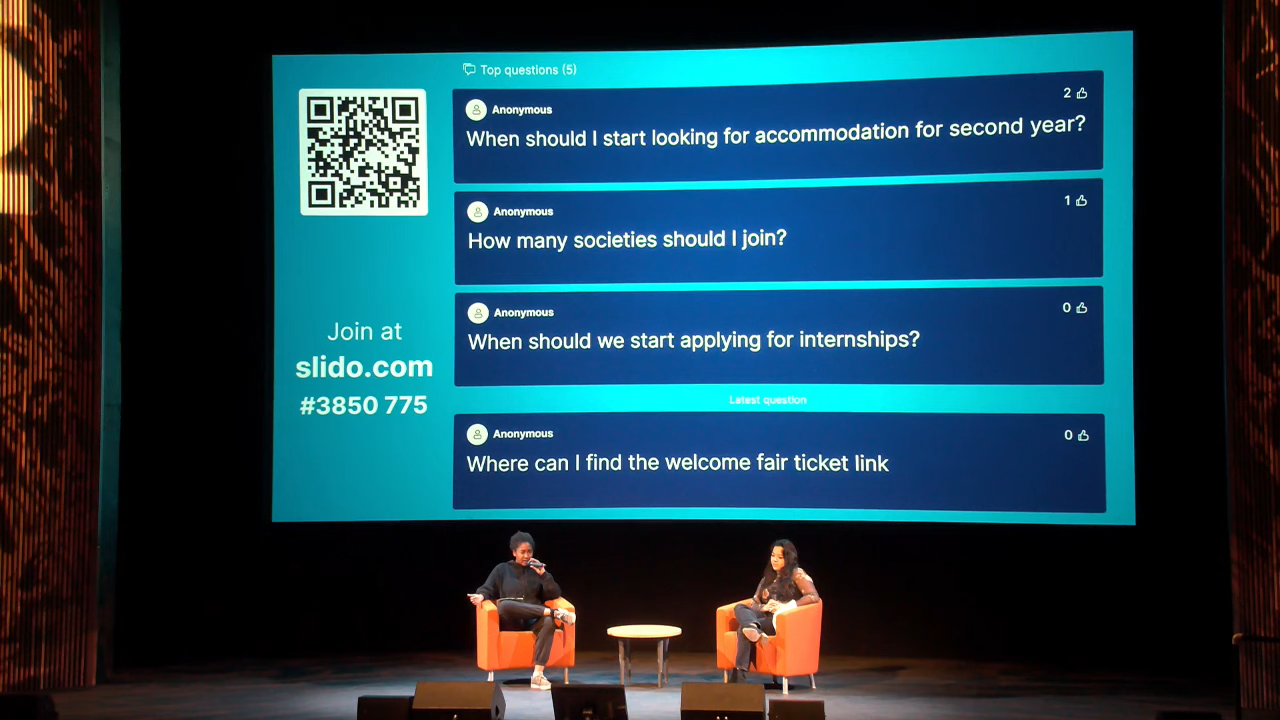 Top questions (5)
Anonymous
2
When should I start looking for accommodation for second year?
Anonymous
1
How many societies should I join?
Anonymous
0
When should we start applying for internships?
Latest question
Anonymous
0
Where can I find the welcome fair ticket link
Join at
slido.com
#3850 775